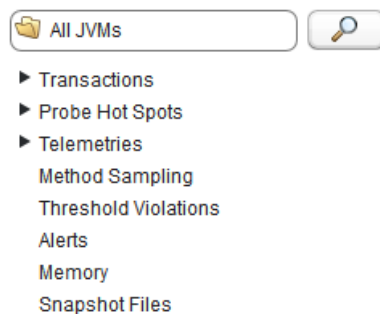 All JVMs
Transactions
Probe Hot Spots
Telemetries
Method Sampling
Threshold Violations
Alerts
Memory
Snapshot Files